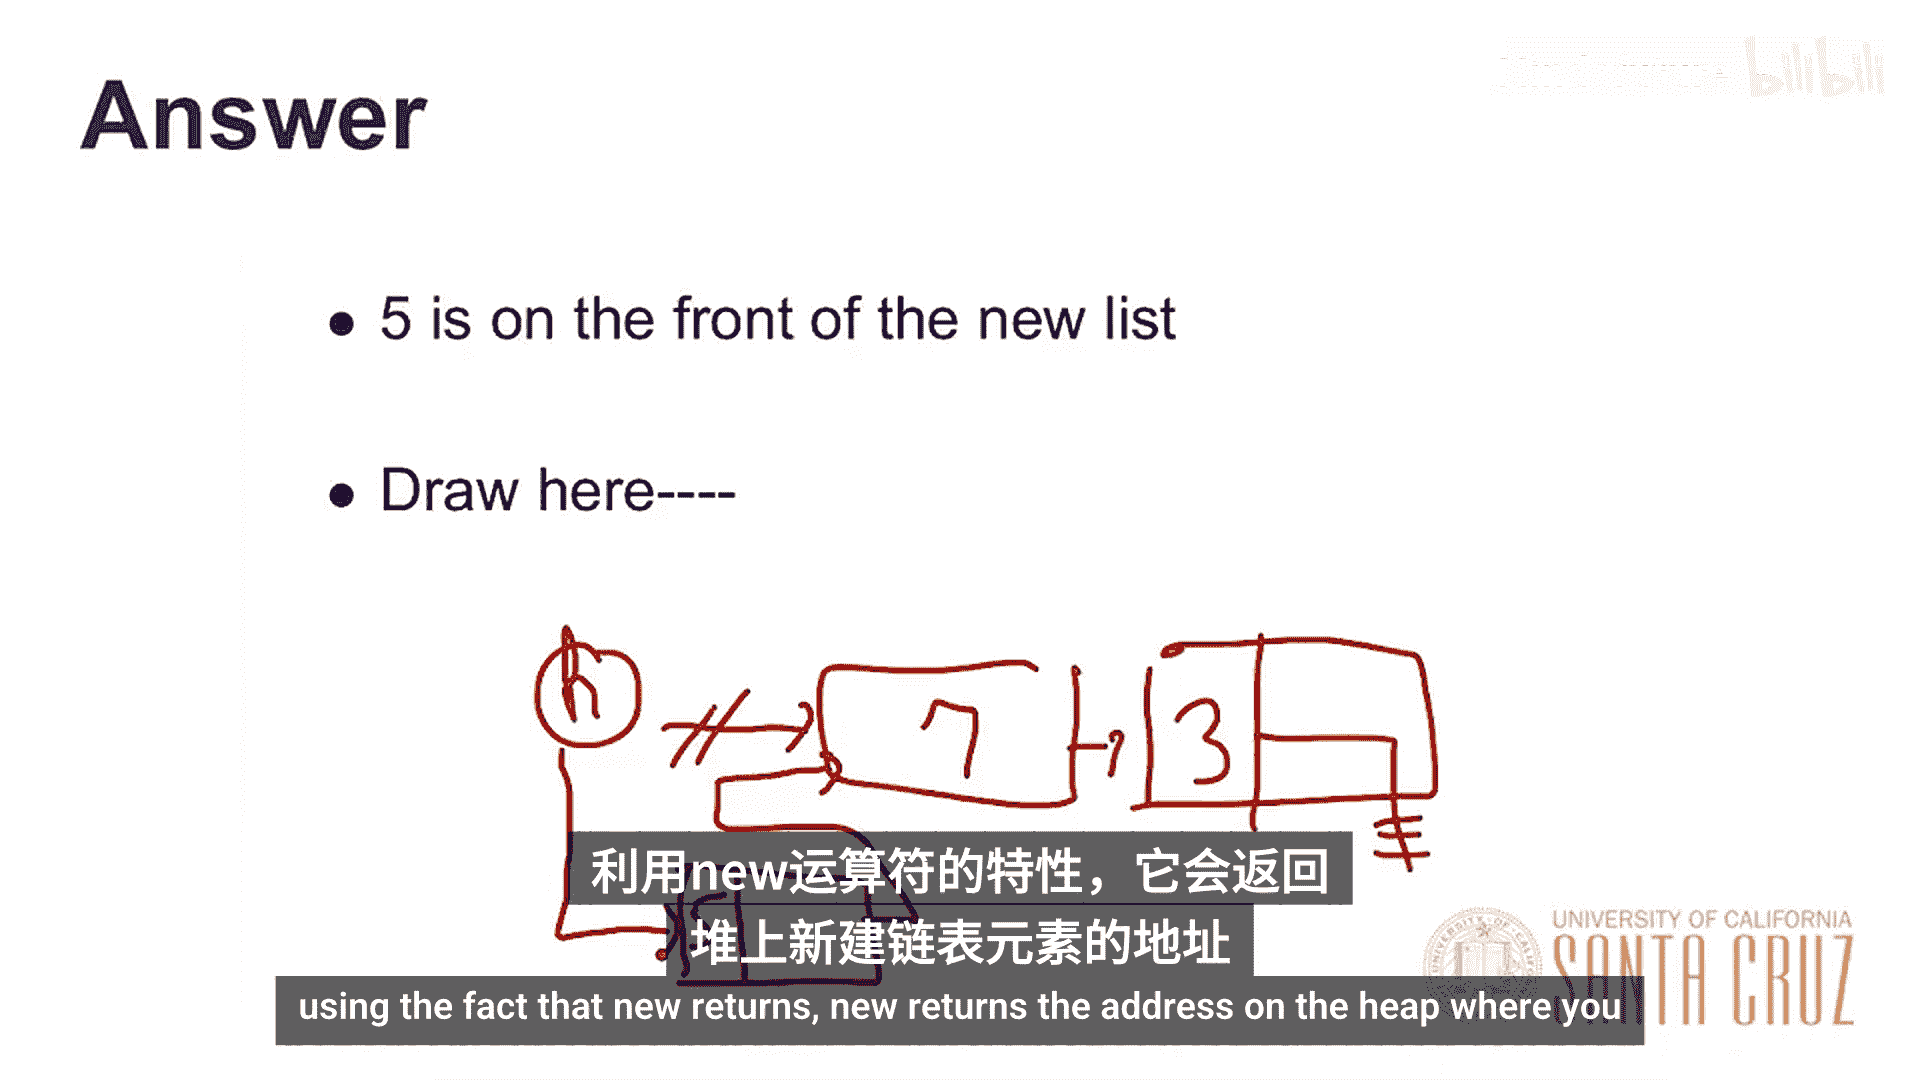 bilibili
Answer
● 5 is on the front of the new list
● Draw here----
h
7
3
5
利用new运算符的特性，它会返回
堆上新建链表元素的地址
using the fact that new returns, new returns the address on the heap where you
UNIVERSITY OF CALIFORNIA
SANTA CRUZ